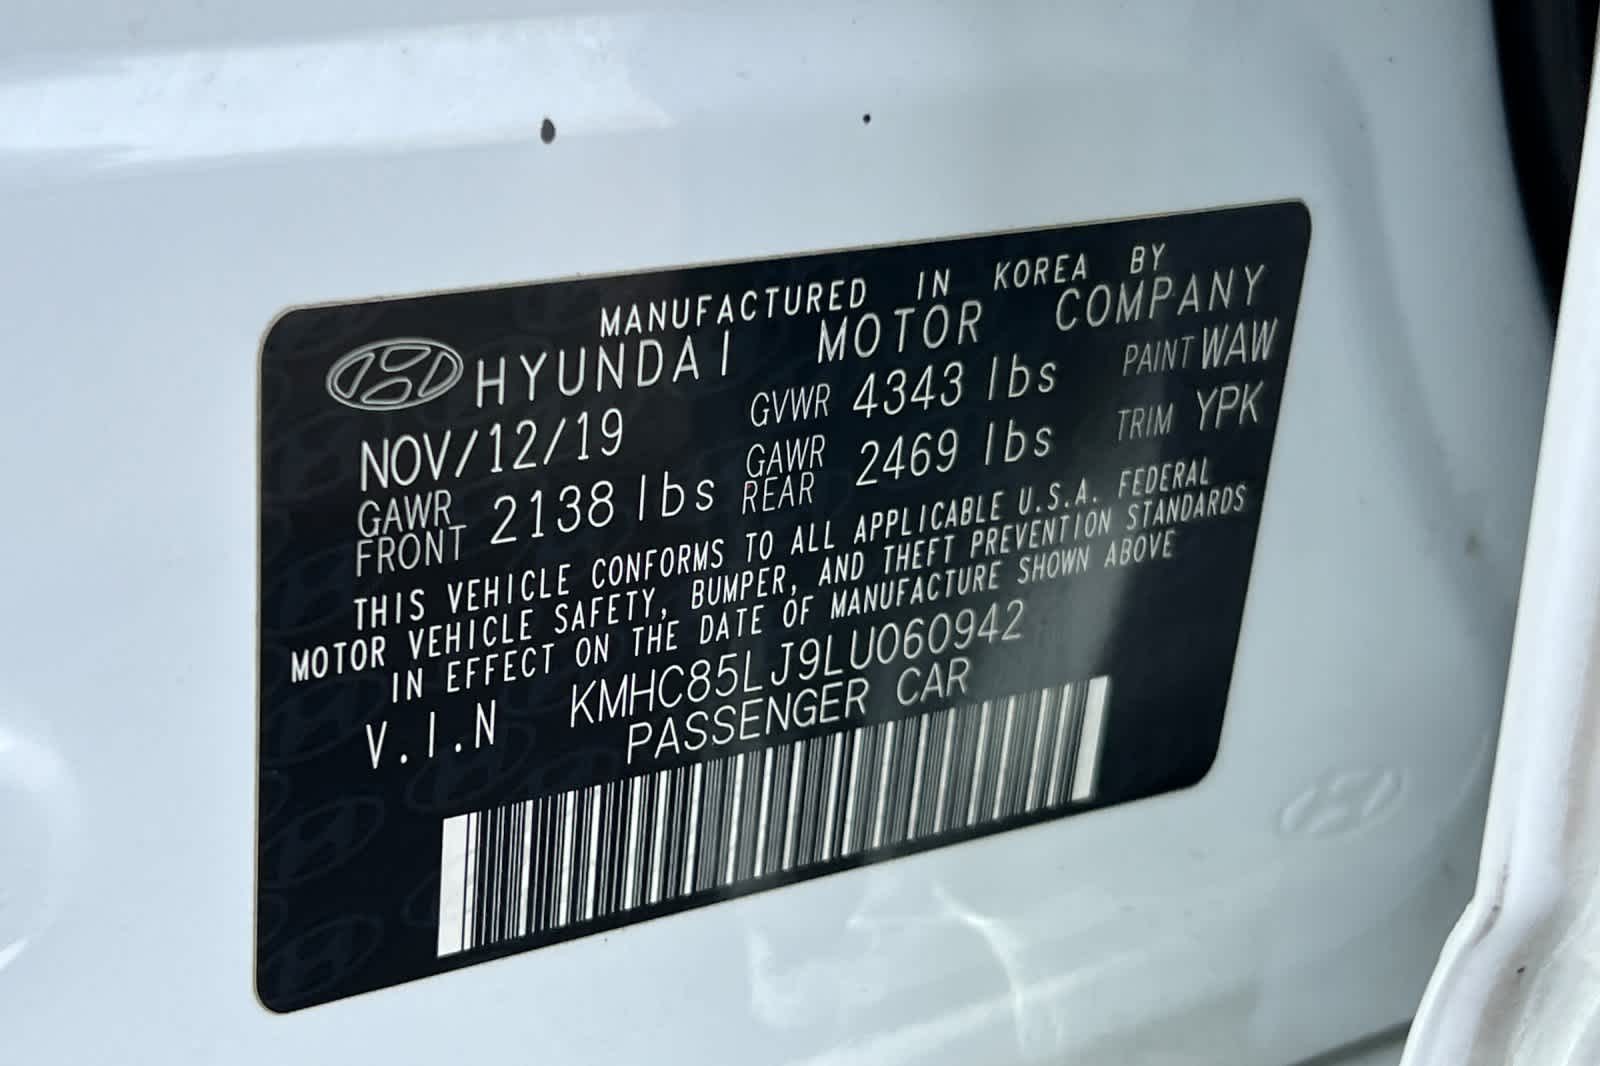 MANUFACTURED IN KOREA BY
HYUNDAI MOTOR COMPANY
NOV/12/19 GVWR 4343 lbs PAINT WAW
GAWR FRONT 2138 lbs GAWR REAR 2469 lbs TRIM YPK
THIS VEHICLE CONFORMS TO ALL APPLICABLE U.S.A. FEDERAL
MOTOR VEHICLE SAFETY, BUMPER, AND THEFT PREVENTION STANDARDS
IN EFFECT ON THE DATE OF MANUFACTURE SHOWN ABOVE
V.I.N KMHC85LJ9LU060942
PASSENGER CAR